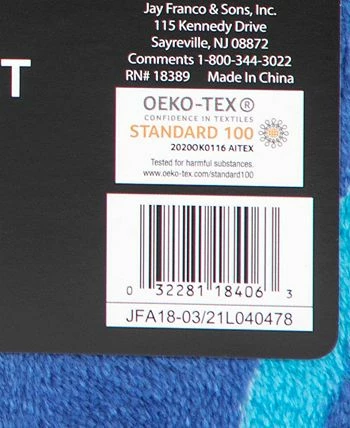 Jay Franco & Sons, Inc.
115 Kennedy Drive
Sayreville, NJ 08872
Comments 1-800-344-3022
RN# 18389 Made In China
T
OEKO-TEX®
CONFIDENCE IN TEXTILES
STANDARD 100
2020OK0116 AITEX
Tested for harmful substances.
www.oeko-tex.com/standard100
0 32281 18406 3
JFA18-03/21L040478